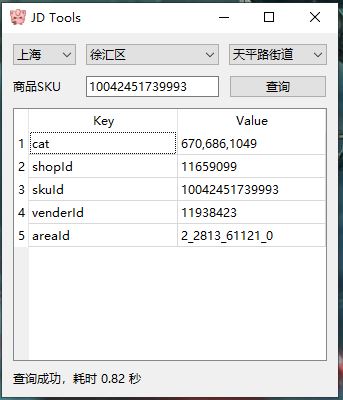 JD Tools
上海 徐汇区 天平路街道
商品SKU 10042451739993 查询
Key Value
1 cat 670,686,1049
2 shopId 11659099
3 skuId 10042451739993
4 venderId 11938423
5 areaId 2_2813_61121_0
查询成功，耗时 0.82 秒